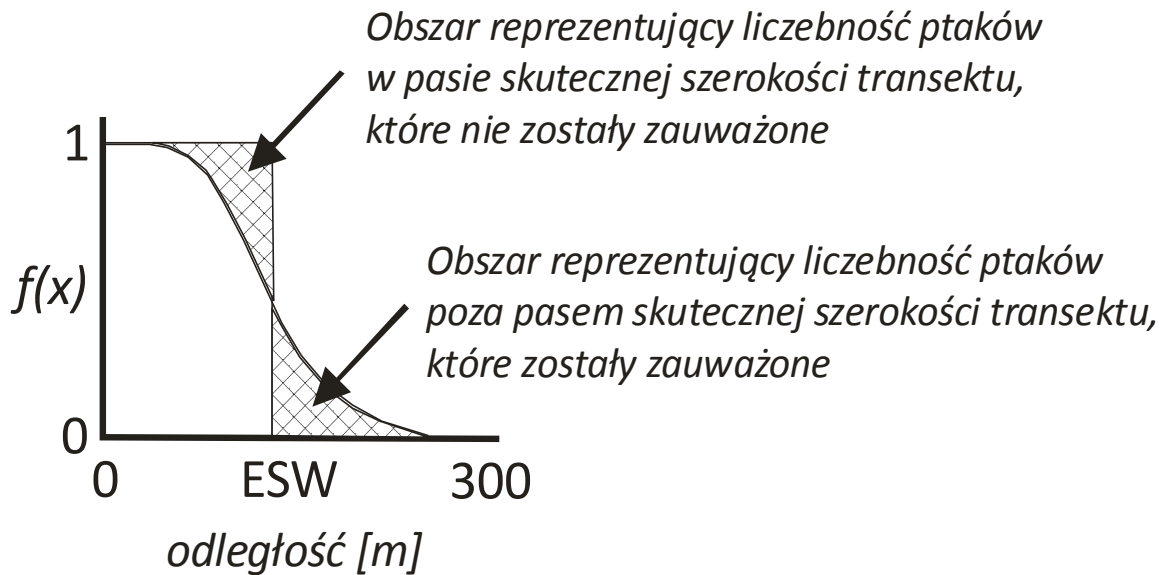 Obszar reprezentujący liczebność ptaków
w pasie skutecznej szerokości transektu,
które nie zostały zauważone
1
Obszar reprezentujący liczebność ptaków
poza pasem skutecznej szerokości transektu,
które zostały zauważone
f(x)
0
0 ESW 300
odległość [m]